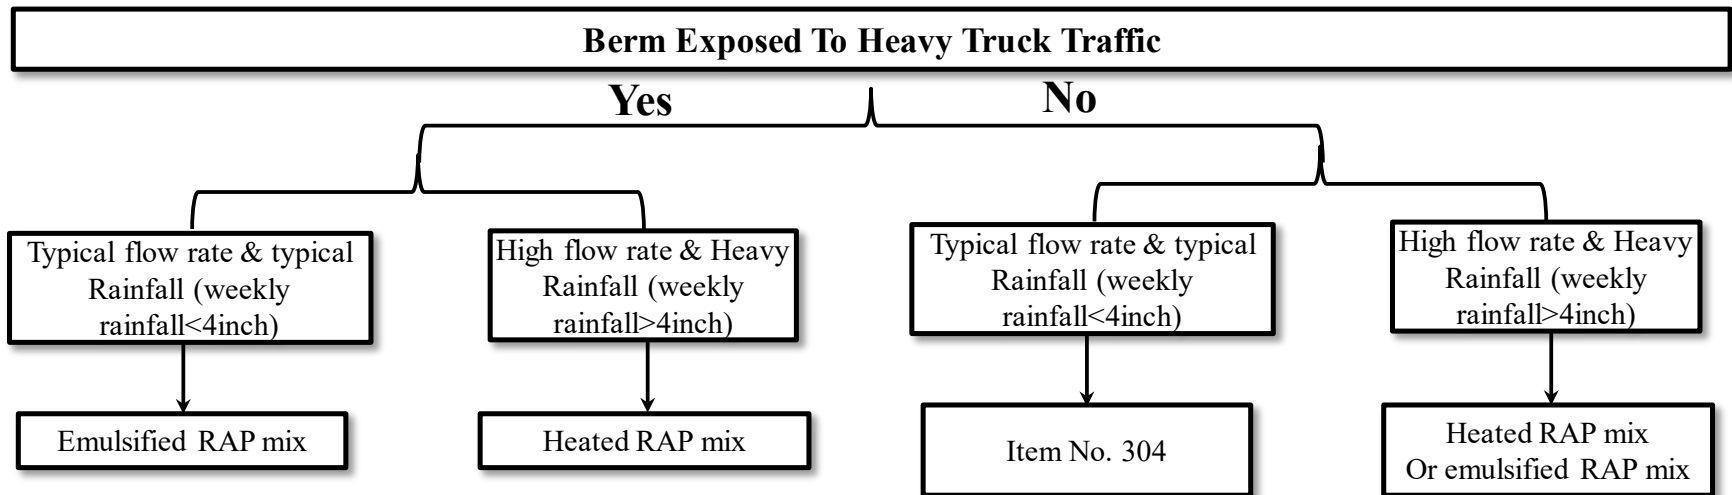 Berm Exposed To Heavy Truck Traffic
Yes
No
Typical flow rate & typical
Rainfall (weekly
rainfall<4inch)
High flow rate & Heavy
Rainfall (weekly
rainfall>4inch)
Typical flow rate & typical
Rainfall (weekly
rainfall<4inch)
High flow rate & Heavy
Rainfall (weekly
rainfall>4inch)
Emulsified RAP mix
Heated RAP mix
Item No. 304
Heated RAP mix
Or emulsified RAP mix